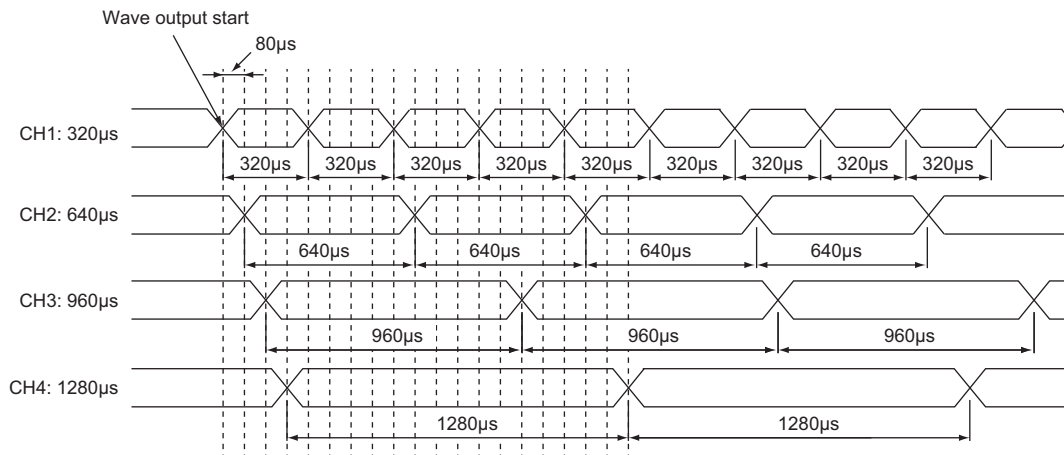 Wave output start
80µs
CH1: 320µs
320µs 320µs 320µs 320µs 320µs 320µs 320µs 320µs 320µs
CH2: 640µs
640µs 640µs 640µs 640µs
CH3: 960µs
960µs 960µs 960µs
CH4: 1280µs
1280µs 1280µs